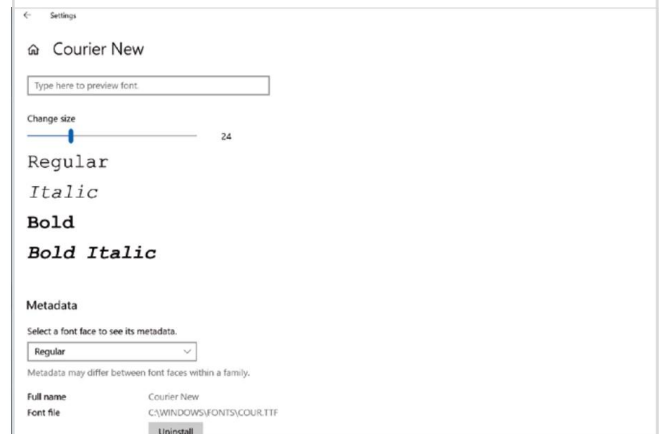 Settings
Courier New
Type here to preview font.
Change size
24
Regular
Italic
Bold
Bold Italic
Metadata
Select a font face to see its metadata.
Regular
Metadata may differ between font faces within a family.
Full name Courier New
Font file C:\WINDOWS\FONTS\COUR.TTF
Uninstall